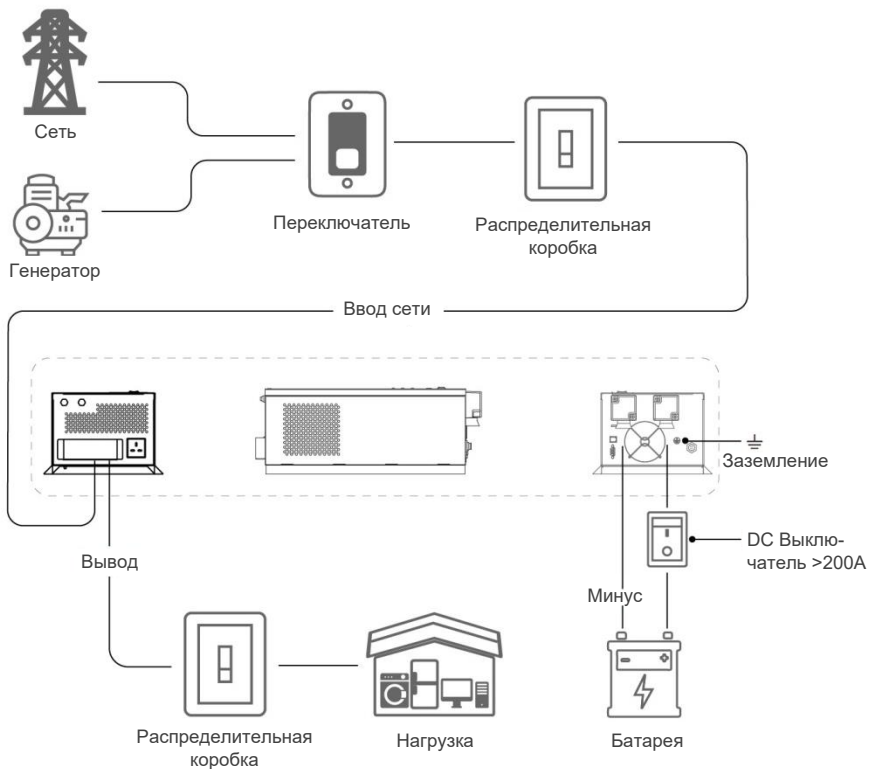 Сеть
Генератор
Переключатель
Распределительная
коробка
Ввод сети
Заземление
DC Выклю-
чатель >200A
Вывод
Минус
Распределительная
коробка
Нагрузка
Батарея